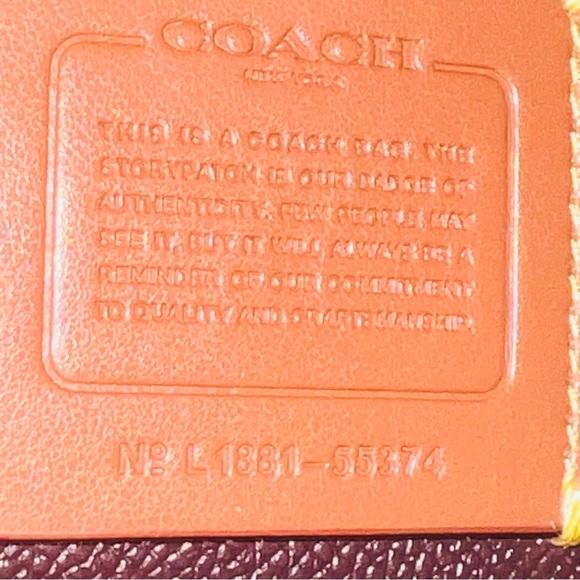 COACH
NEW YORK
THIS IS A COACH BAG. THE
STORYPATCH IS OUR BADGE OF
AUTHENTICITY. FEW PEOPLE MAY
SEE IT, BUT IT WILL ALWAYS BE A
REMINDER OF OUR COMMITMENT
TO QUALITY AND CRAFTSMANSHIP.
Nº L1881-55374